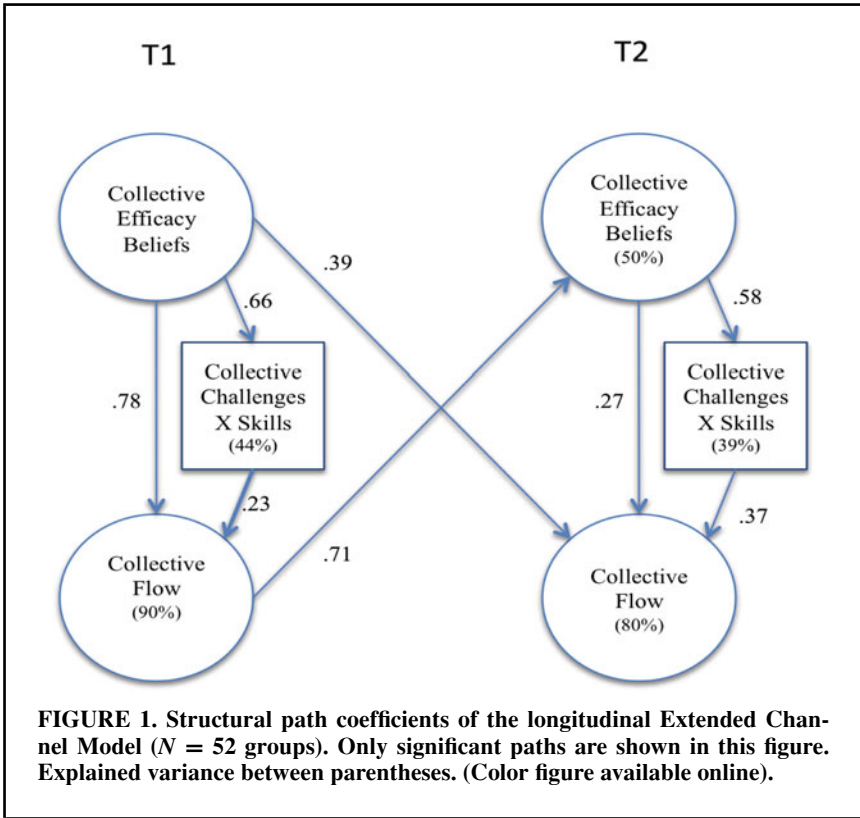 T1
T2
Collective
Efficacy
Beliefs
Collective
Efficacy
Beliefs
(50%)
.39
.66
.58
Collective
Challenges
X Skills
(44%)
Collective
Challenges
X Skills
(39%)
.78
.27
.23
.37
.71
Collective
Flow
(90%)
Collective
Flow
(80%)
FIGURE 1. Structural path coefficients of the longitudinal Extended Chan-
nel Model (N = 52 groups). Only significant paths are shown in this figure.
Explained variance between parentheses. (Color figure available online).